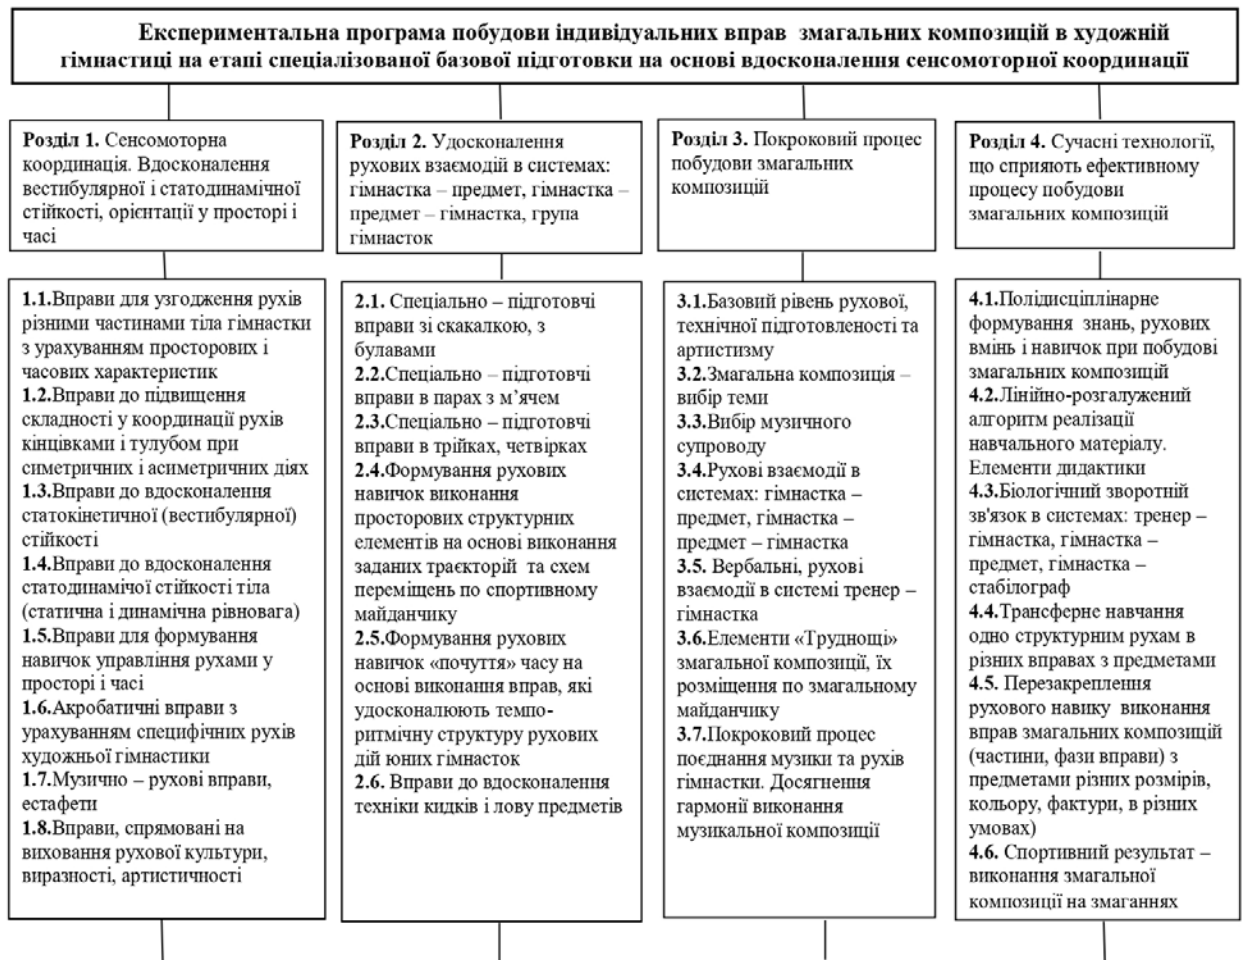 Експериментальна програма побудови індивідуальних вправ змагальних композицій в художній
гімнастиці на етапі спеціалізованої базової підготовки на основі вдосконалення сенсомоторної координації
Розділ 1. Сенсомоторна
координація. Вдосконалення
вестибулярної і статодинамічної
стійкості, орієнтації у просторі і
часі
Розділ 2. Удосконалення
рухових взаємодій в системах:
гімнастка – предмет, гімнастка –
предмет – гімнастка, група
гімнасток
Розділ 3. Покроковий процес
побудови змагальних
композицій
Розділ 4. Сучасні технології,
що сприяють ефективному
процесу побудови
змагальних композицій
1.1.Вправи для узгодження рухів
різними частинами тіла гімнастки
з урахуванням просторових і
часових характеристик
1.2.Вправи до підвищення
складності у координації рухів
кінцівками і тулубом при
симетричних і асиметричних діях
1.3.Вправи до вдосконалення
статокінетичної (вестибулярної)
стійкості
1.4.Вправи до вдосконалення
статодинамічої стійкості тіла
(статична і динамічна рівновага)
1.5.Вправи для формування
навичок управління рухами у
просторі і часі
1.6.Акробатичні вправи з
урахуванням специфічних рухів
художньої гімнастики
1.7.Музично – рухові вправи,
естафети
1.8.Вправи, спрямовані на
виховання рухової культури,
виразності, артистичності
2.1. Спеціально – підготовчі
вправи зі скакалкою, з
булавами
2.2.Спеціально – підготовчі
вправи в парах з м’ячем
2.3.Спеціально – підготовчі
вправи в трійках, четвірках
2.4.Формування рухових
навичок виконання
просторових структурних
елементів на основі виконання
заданих траєкторій та схем
переміщень по спортивному
майданчику
2.5.Формування рухових
навичок «почуття» часу на
основі виконання вправ, які
удосконалюють темпо-
ритмічну структуру рухових
дій юних гімнасток
2.6. Вправи до вдосконалення
техніки кидків і лову предметів
3.1.Базовий рівень рухової,
технічної підготовленості та
артистизму
3.2.Змагальна композиція –
вибір теми
3.3.Вибір музичного
супроводу
3.4.Рухові взаємодії в
системах: гімнастка –
предмет, гімнастка –
предмет – гімнастка
3.5. Вербальні, рухові
взаємодії в системі тренер –
гімнастка
3.6.Елементи «Труднощі»
змагальної композиції, їх
розміщення по змагальному
майданчику
3.7.Покроковий процес
поєднання музики та рухів
гімнастки. Досягнення
гармонії виконання
музикальної композиції
4.1.Полідисціплінарне
формування знань, рухових
вмінь і навичок при побудові
змагальних композицій
4.2.Лінійно-розгалужений
алгоритм реалізації
навчального матеріалу.
Елементи дидактики
4.3.Біологічний зворотній
зв'язок в системах: тренер –
гімнастка, гімнастка –
предмет, гімнастка –
стабілограф
4.4.Трансферне навчання
одно структурним рухам в
різних вправах з предметами
4.5. Перезакреплення
рухового навику виконання
вправ змагальних композицій
(частини, фази вправи) з
предметами різних розмірів,
кольору, фактури, в різних
умовах)
4.6. Спортивний результат –
виконання змагальної
композиції на змаганнях